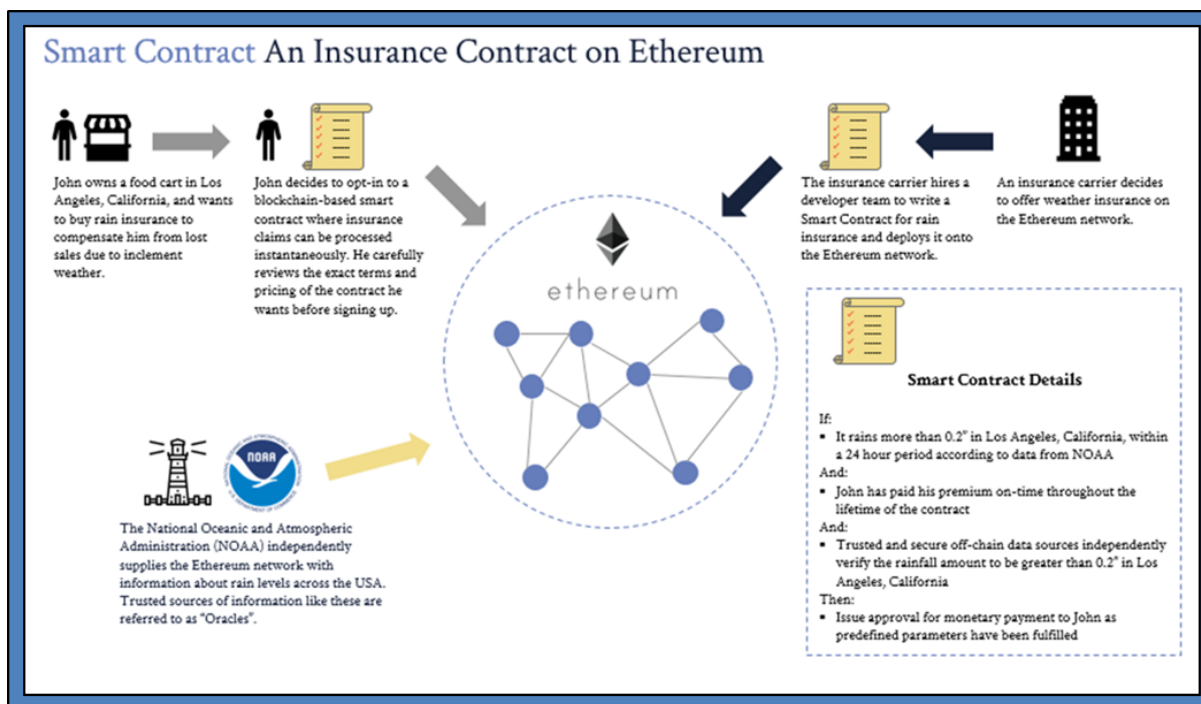 Smart Contract An Insurance Contract on Ethereum
John owns a food cart in Los
Angeles, California, and wants
to buy rain insurance to
compensate him from lost
sales due to inclement
weather.
John decides to opt-in to a
blockchain-based smart
contract where insurance
claims can be processed
instantaneously. He carefully
reviews the exact terms and
pricing of the contract he
wants before signing up.
The insurance carrier hires a
developer team to write a
Smart Contract for rain
insurance and deploys it onto
the Ethereum network.
An insurance carrier decides
to offer weather insurance on
the Ethereum network.
ethereum
NOAA
The National Oceanic and Atmospheric
Administration (NOAA) independently
supplies the Ethereum network with
information about rain levels across the USA.
Trusted sources of information like these are
referred to as “Oracles”.
Smart Contract Details
If:
▪ It rains more than 0.2” in Los Angeles, California, within
a 24 hour period according to data from NOAA
And:
▪ John has paid his premium on-time throughout the
lifetime of the contract
And:
▪ Trusted and secure off-chain data sources independently
verify the rainfall amount to be greater than 0.2” in Los
Angeles, California
Then:
▪ Issue approval for monetary payment to John as
predefined parameters have been fulfilled